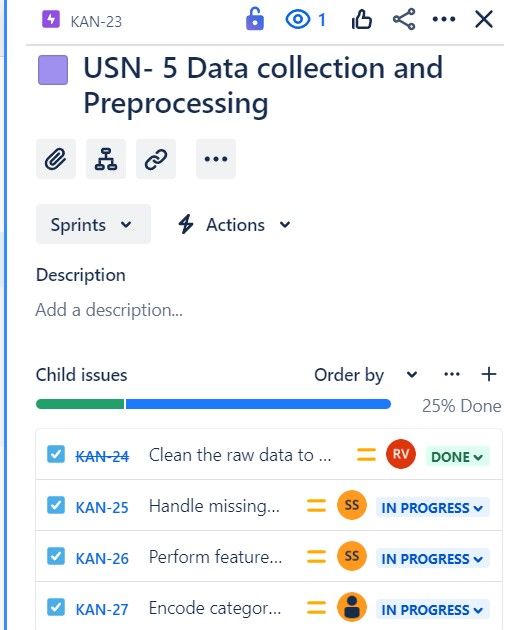 KAN-23
1
USN- 5 Data collection and
Preprocessing
Sprints
Actions
Description
Add a description...
Child issues
Order by
25% Done
KAN-24 Clean the raw data to ... RV DONE
KAN-25 Handle missing... SS IN PROGRESS
KAN-26 Perform feature... SS IN PROGRESS
KAN-27 Encode categor... IN PROGRESS